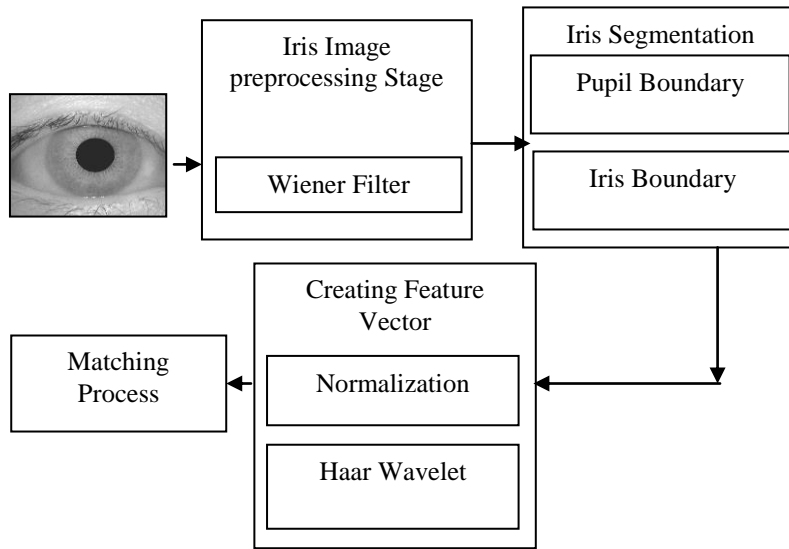 Iris Image
preprocessing Stage
Wiener Filter
Iris Segmentation
Pupil Boundary
Iris Boundary
Creating Feature
Vector
Normalization
Haar Wavelet
Matching
Process